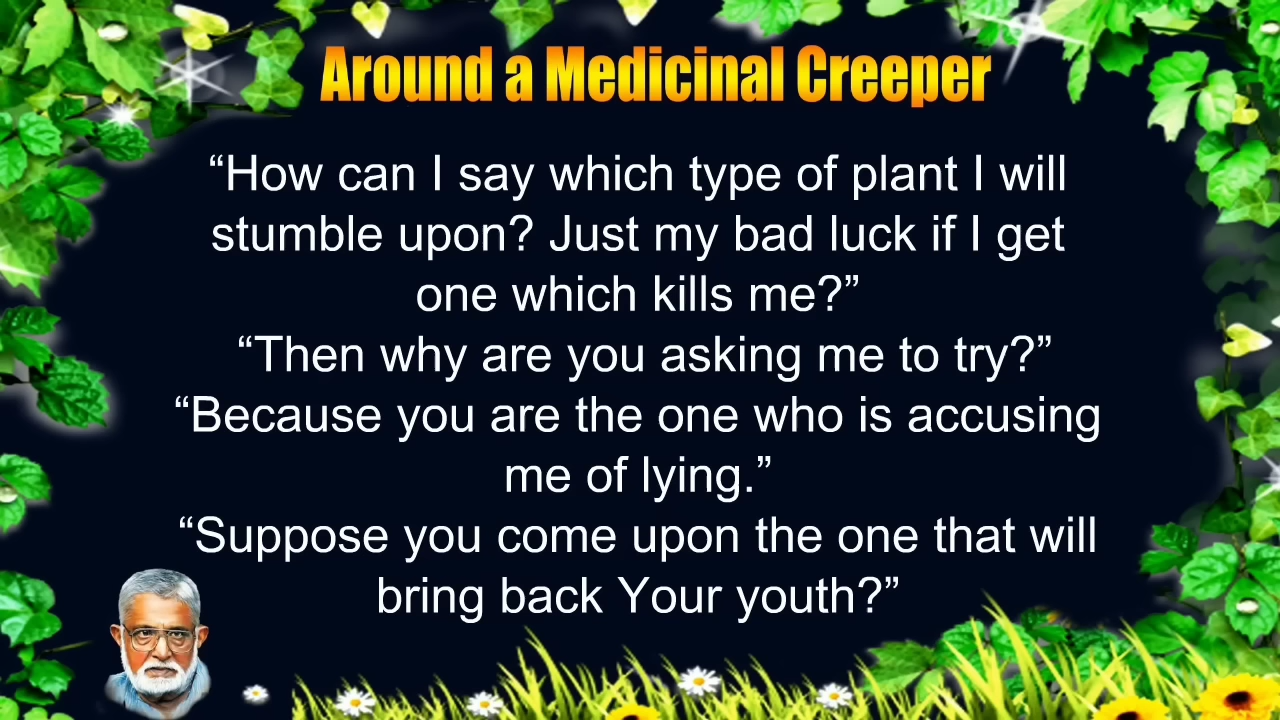 Around a Medicinal Creeper
“How can I say which type of plant I will
stumble upon? Just my bad luck if I get
one which kills me?”
“Then why are you asking me to try?”
“Because you are the one who is accusing
me of lying.”
“Suppose you come upon the one that will
bring back Your youth?”